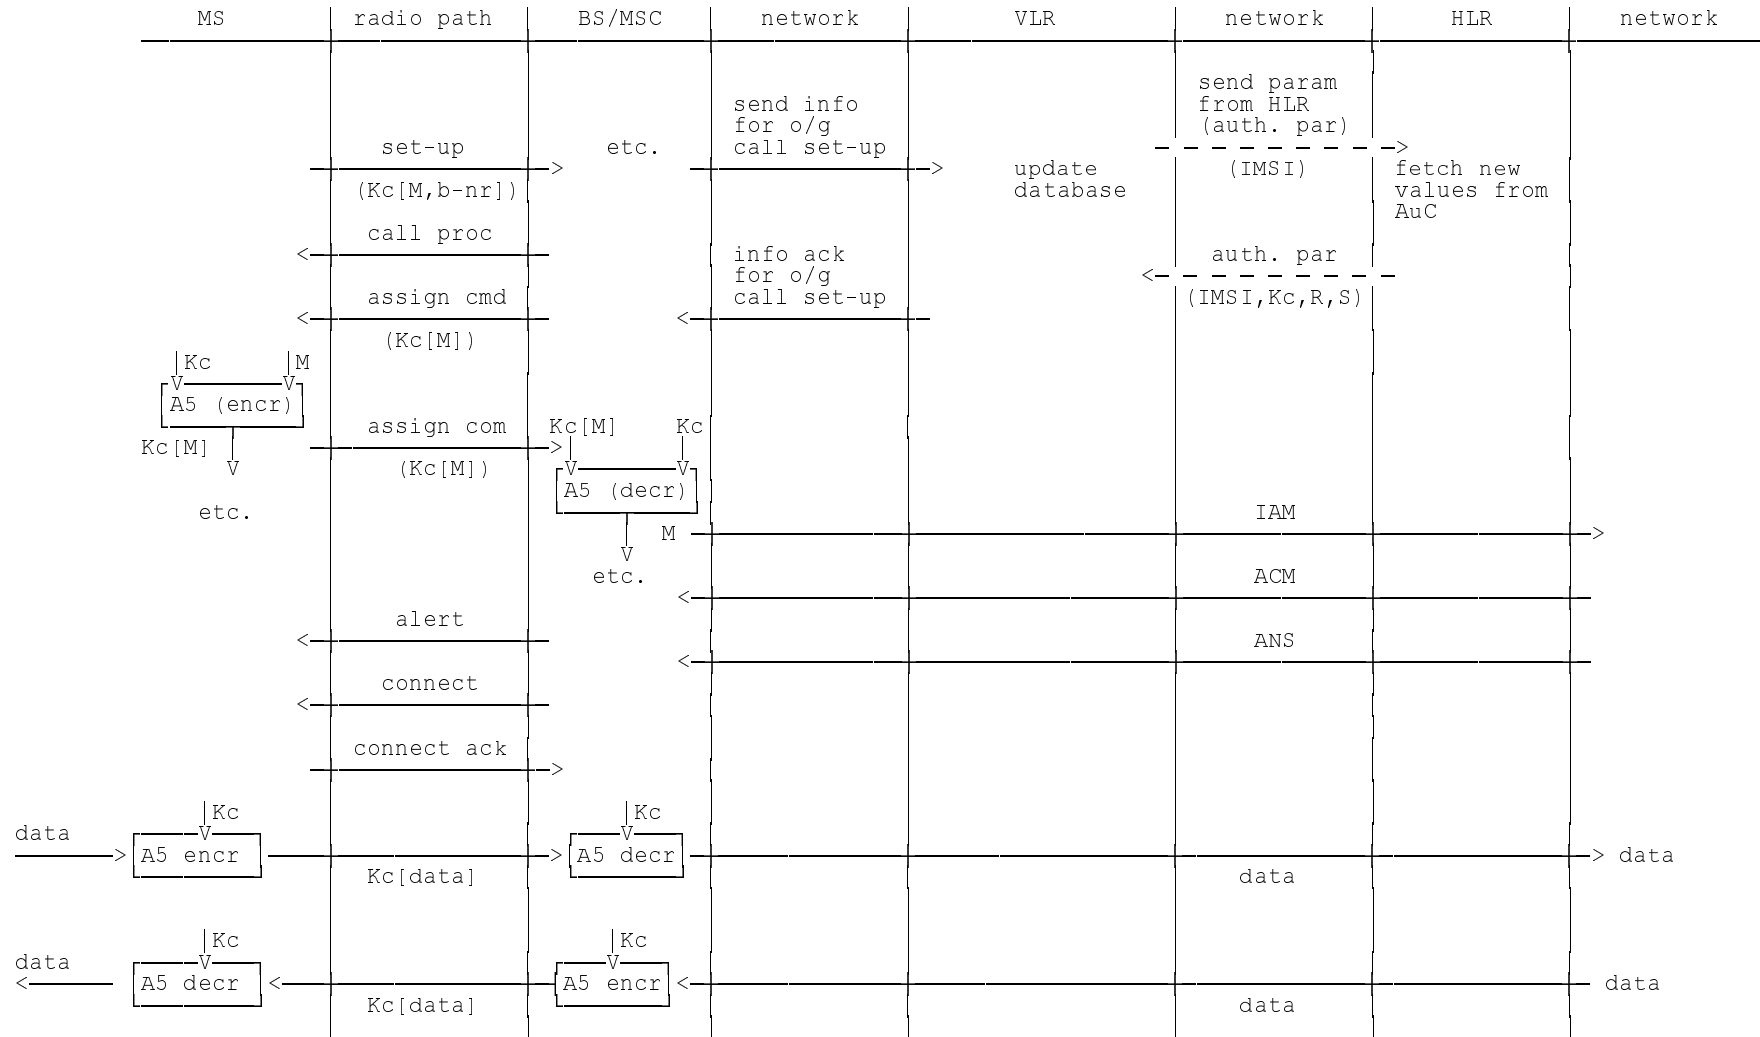 MS radio path BS/MSC network VLR network HLR network
send param
send info from HLR
for o/g (auth. par)
set-up etc. call set-up
update (IMSI) fetch new
(Kc[M,b-nr]) database values from
AuC
call proc
info ack auth. par
for o/g
assign cmd call set-up (IMSI,Kc,R,S)
(Kc[M])
Kc M
A5 (encr)
assign com Kc[M] Kc
Kc[M]
(Kc[M])
A5 (decr)
etc. IAM
M
etc. ACM
alert
ANS
connect
connect ack
Kc Kc
data
A5 encr A5 decr data
Kc[data] data
Kc Kc
data
A5 decr A5 encr data
Kc[data] data